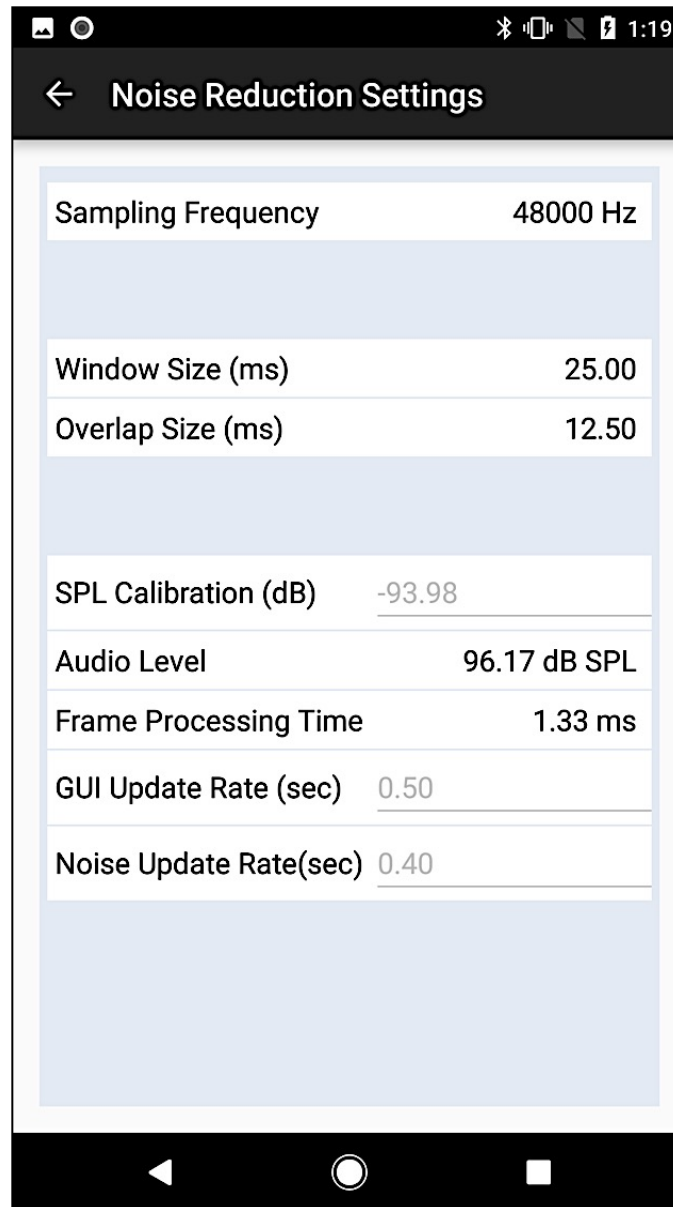 1:19
Noise Reduction Settings
Sampling Frequency 48000 Hz
Window Size (ms) 25.00
Overlap Size (ms) 12.50
SPL Calibration (dB) -93.98
Audio Level 96.17 dB SPL
Frame Processing Time 1.33 ms
GUI Update Rate (sec) 0.50
Noise Update Rate(sec) 0.40